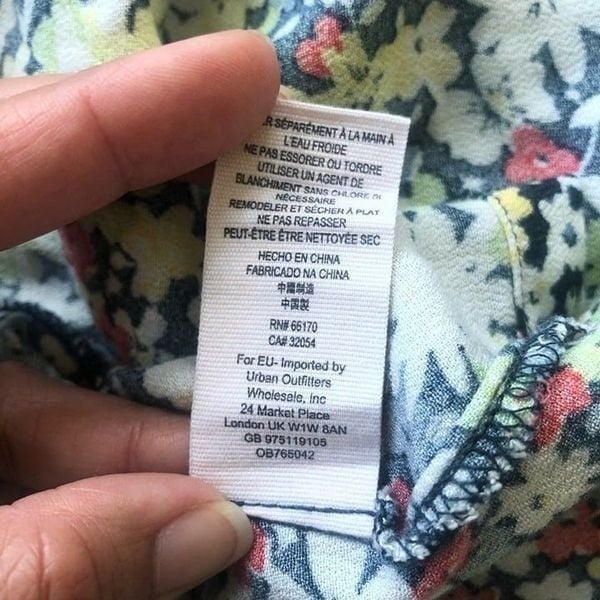 R SÉPARÉMENT À LA MAIN À
L'EAU FROIDE
NE PAS ESSORER OU TORDRE
UTILISER UN AGENT DE
BLANCHIMENT SANS CHLORE SI
NÉCESSAIRE
REMODELER ET SÉCHER À PLAT
NE PAS REPASSER
PEUT-ÊTRE ÊTRE NETTOYÉE SEC
HECHO EN CHINA
FABRICADO NA CHINA
中國制造
中国製
RN# 66170
CA# 32054
For EU- Imported by
Urban Outfitters
Wholesale, Inc
24 Market Place
London UK W1W 8AN
GB 975119105
OB765042